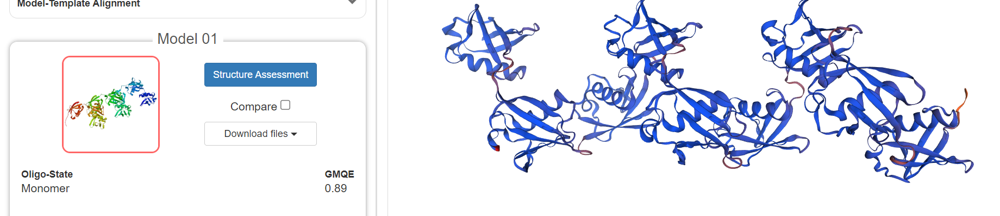 Model-Template Alignment
Model 01
Structure Assessment
Compare
Download files
Oligo-State
GMQE
Monomer
0.89